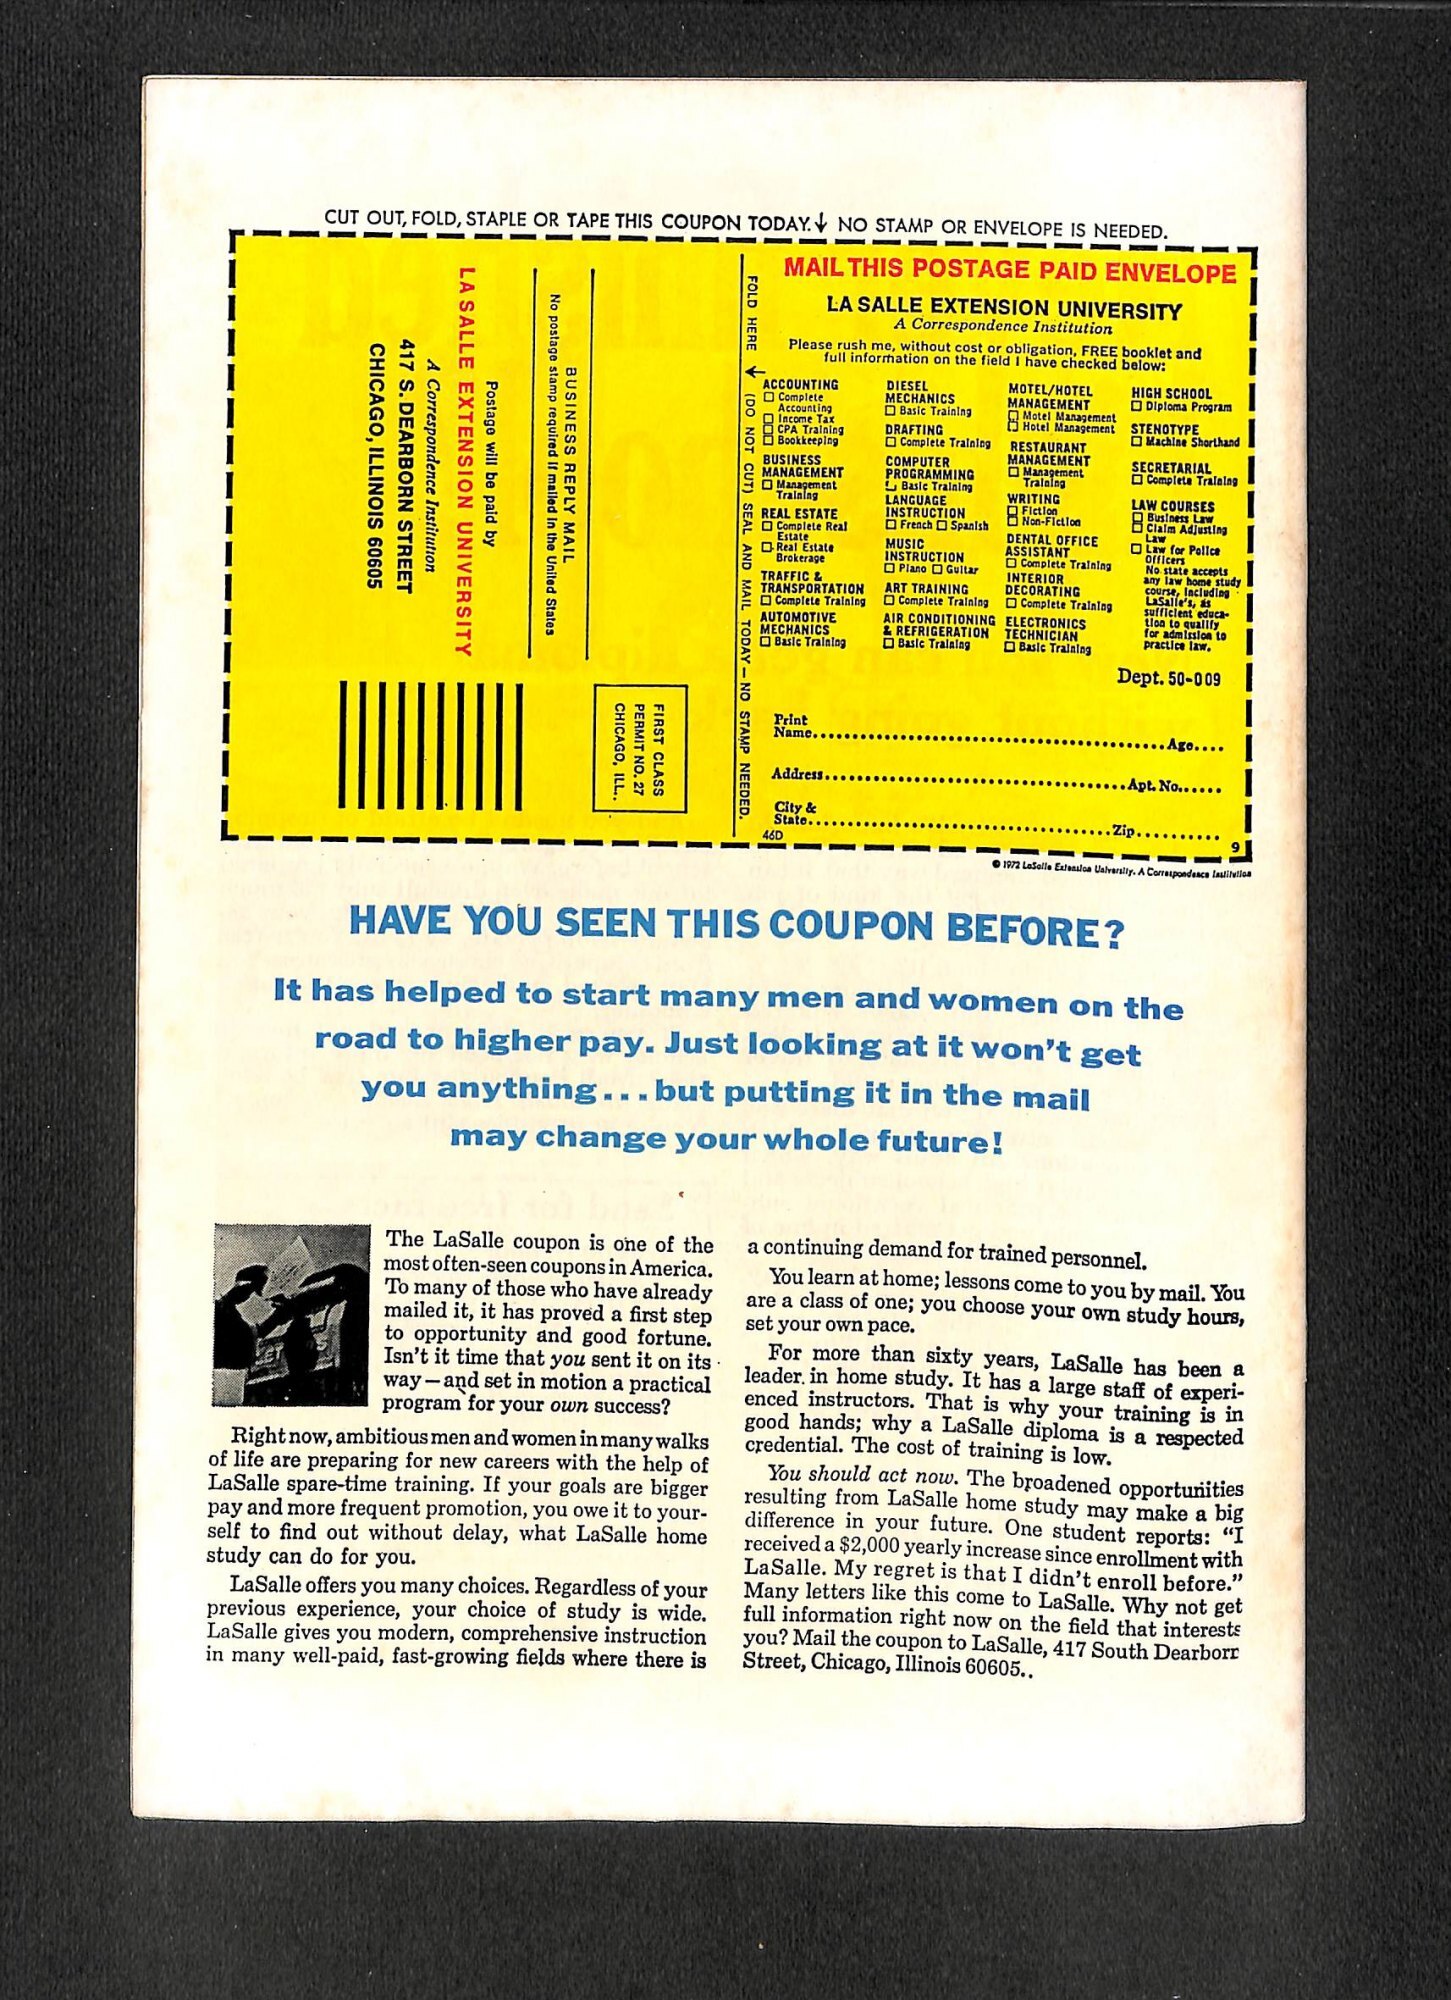 CUT OUT, FOLD, STAPLE OR TAPE THIS COUPON TODAY.↓ NO STAMP OR ENVELOPE IS NEEDED.
LA SALLE EXTENSION UNIVERSITY
A Correspondence Institution
417 S. DEARBORN STREET
CHICAGO, ILLINOIS 60605
Postage will be paid by
No postage stamp required if mailed in the United States
BUSINESS REPLY MAIL
FIRST CLASS
PERMIT NO. 27
CHICAGO, ILL..
FOLD HERE ↓ (DO NOT CUT) SEAL AND MAIL TODAY — NO STAMP NEEDED.
MAIL THIS POSTAGE PAID ENVELOPE
LA SALLE EXTENSION UNIVERSITY
A Correspondence Institution
Please rush me, without cost or obligation, FREE booklet and
full information on the field I have checked below:
ACCOUNTING
☐ Complete
Accounting
☐ Income Tax
☐ CPA Training
☐ Bookkeeping
BUSINESS
MANAGEMENT
☐ Management
Training
REAL ESTATE
☐ Complete Real
Estate
☐ Real Estate
Brokerage
TRAFFIC &
TRANSPORTATION
☐ Complete Training
AUTOMOTIVE
MECHANICS
☐ Basic Training
DIESEL
MECHANICS
☐ Basic Training
DRAFTING
☐ Complete Training
COMPUTER
PROGRAMMING
☐ Basic Training
LANGUAGE
INSTRUCTION
☐ French ☐ Spanish
MUSIC
INSTRUCTION
☐ Piano ☐ Guitar
ART TRAINING
☐ Complete Training
AIR CONDITIONING
& REFRIGERATION
☐ Basic Training
MOTEL/HOTEL
MANAGEMENT
☐ Motel Management
☐ Hotel Management
RESTAURANT
MANAGEMENT
☐ Management
Training
WRITING
☐ Fiction
☐ Non-Fiction
DENTAL OFFICE
ASSISTANT
☐ Complete Training
INTERIOR
DECORATING
☐ Complete Training
ELECTRONICS
TECHNICIAN
☐ Basic Training
HIGH SCHOOL
☐ Diploma Program
STENOTYPE
☐ Machine Shorthand
SECRETARIAL
☐ Complete Training
LAW COURSES
☐ Business Law
☐ Claim Adjusting
Law
☐ Law for Police
Officers
No state accepts
any law home study
course, including
LaSalle's, as
sufficient educa-
tion to qualify
for admission to
practice law.
Dept. 50-009
Print
Name........................................Age....
Address..................................Apt. No......
City &
State....................................Zip..........
46D
9
© 1972 LaSalle Extension University. A Correspondence Institution
HAVE YOU SEEN THIS COUPON BEFORE?
It has helped to start many men and women on the
road to higher pay. Just looking at it won't get
you anything...but putting it in the mail
may change your whole future!
The LaSalle coupon is one of the
most often-seen coupons in America.
To many of those who have already
mailed it, it has proved a first step
to opportunity and good fortune.
Isn't it time that you sent it on its
way—and set in motion a practical
program for your own success?
Right now, ambitious men and women in many walks
of life are preparing for new careers with the help of
LaSalle spare-time training. If your goals are bigger
pay and more frequent promotion, you owe it to your-
self to find out without delay, what LaSalle home
study can do for you.
LaSalle offers you many choices. Regardless of your
previous experience, your choice of study is wide.
LaSalle gives you modern, comprehensive instruction
in many well-paid, fast-growing fields where there is
a continuing demand for trained personnel.
You learn at home; lessons come to you by mail. You
are a class of one; you choose your own study hours,
set your own pace.
For more than sixty years, LaSalle has been a
leader in home study. It has a large staff of experi-
enced instructors. That is why your training is in
good hands; why a LaSalle diploma is a respected
credential. The cost of training is low.
You should act now. The broadened opportunities
resulting from LaSalle home study may make a big
difference in your future. One student reports: "I
received a $2,000 yearly increase since enrollment with
LaSalle. My regret is that I didn't enroll before."
Many letters like this come to LaSalle. Why not get
full information right now on the field that interests
you? Mail the coupon to LaSalle, 417 South Dearborn
Street, Chicago, Illinois 60605..